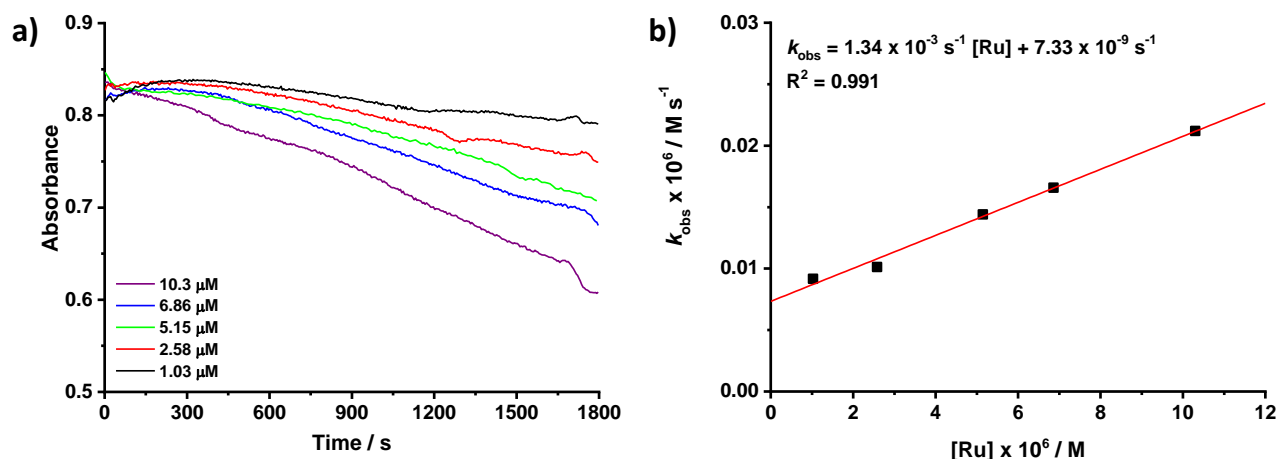 a)
0.9
0.8
0.7
0.6
0.5
Absorbance
10.3 μM
6.86 μM
5.15 μM
2.58 μM
1.03 μM
0
300
600
900
1200
1500
1800
Time / s
b)
0.03
0.02
0.01
0.00
k_obs x 10⁶ / M s⁻¹
k_obs = 1.34 x 10⁻³ s⁻¹ [Ru] + 7.33 x 10⁻⁹ s⁻¹
R² = 0.991
0
2
4
6
8
10
12
[Ru] x 10⁶ / M